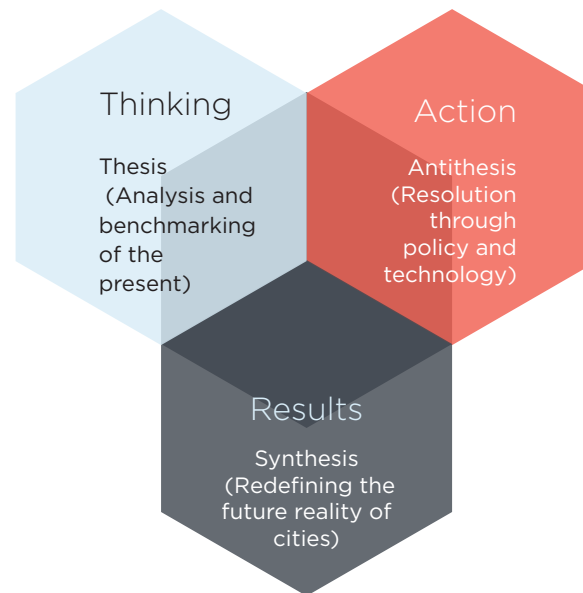 Thinking
Thesis
(Analysis and
benchmarking
of the
present)
Action
Antithesis
(Resolution
through
policy and
technology)
Results
Synthesis
(Redefining the
future reality of
cities)